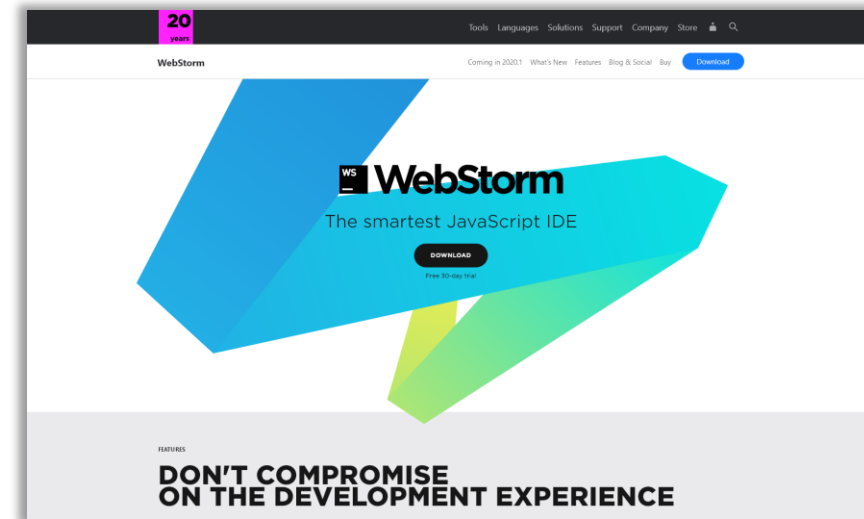 20
years
Tools Languages Solutions Support Company Store
WebStorm
Coming in 2020.1 What's New Features Blog & Social Buy Download
WS
WebStorm
The smartest JavaScript IDE
DOWNLOAD
Free 30-day trial
FEATURES
DON'T COMPROMISE
ON THE DEVELOPMENT EXPERIENCE